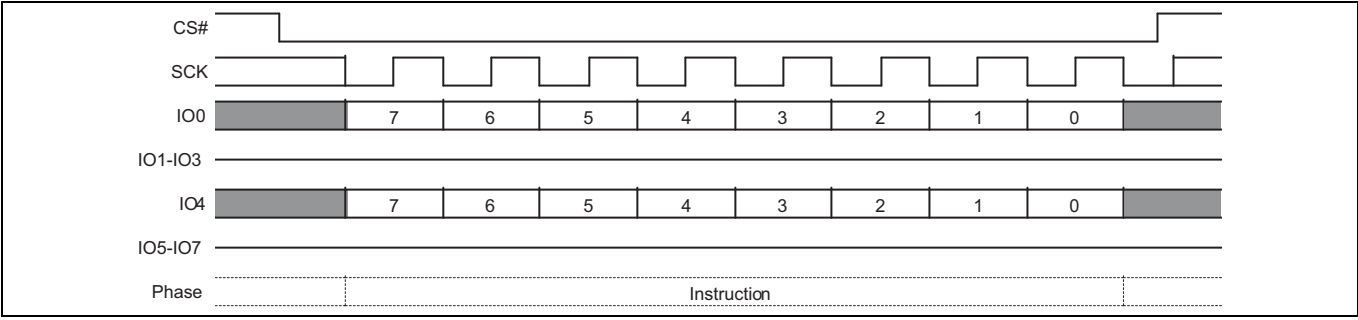 CS#
SCK
IO0 7 6 5 4 3 2 1 0
IO1-IO3
IO4 7 6 5 4 3 2 1 0
IO5-IO7
Phase Instruction